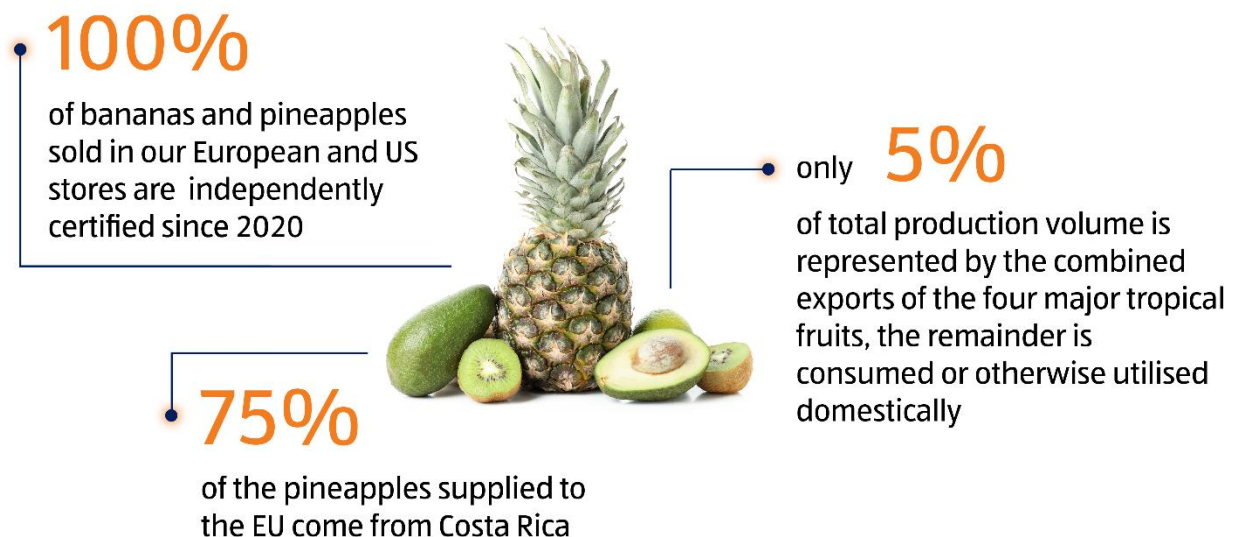 100%
of bananas and pineapples
sold in our European and US
stores are independently
certified since 2020
only 5%
of total production volume is
represented by the combined
exports of the four major tropical
fruits, the remainder is
consumed or otherwise utilised
domestically
75%
of the pineapples supplied to
the EU come from Costa Rica